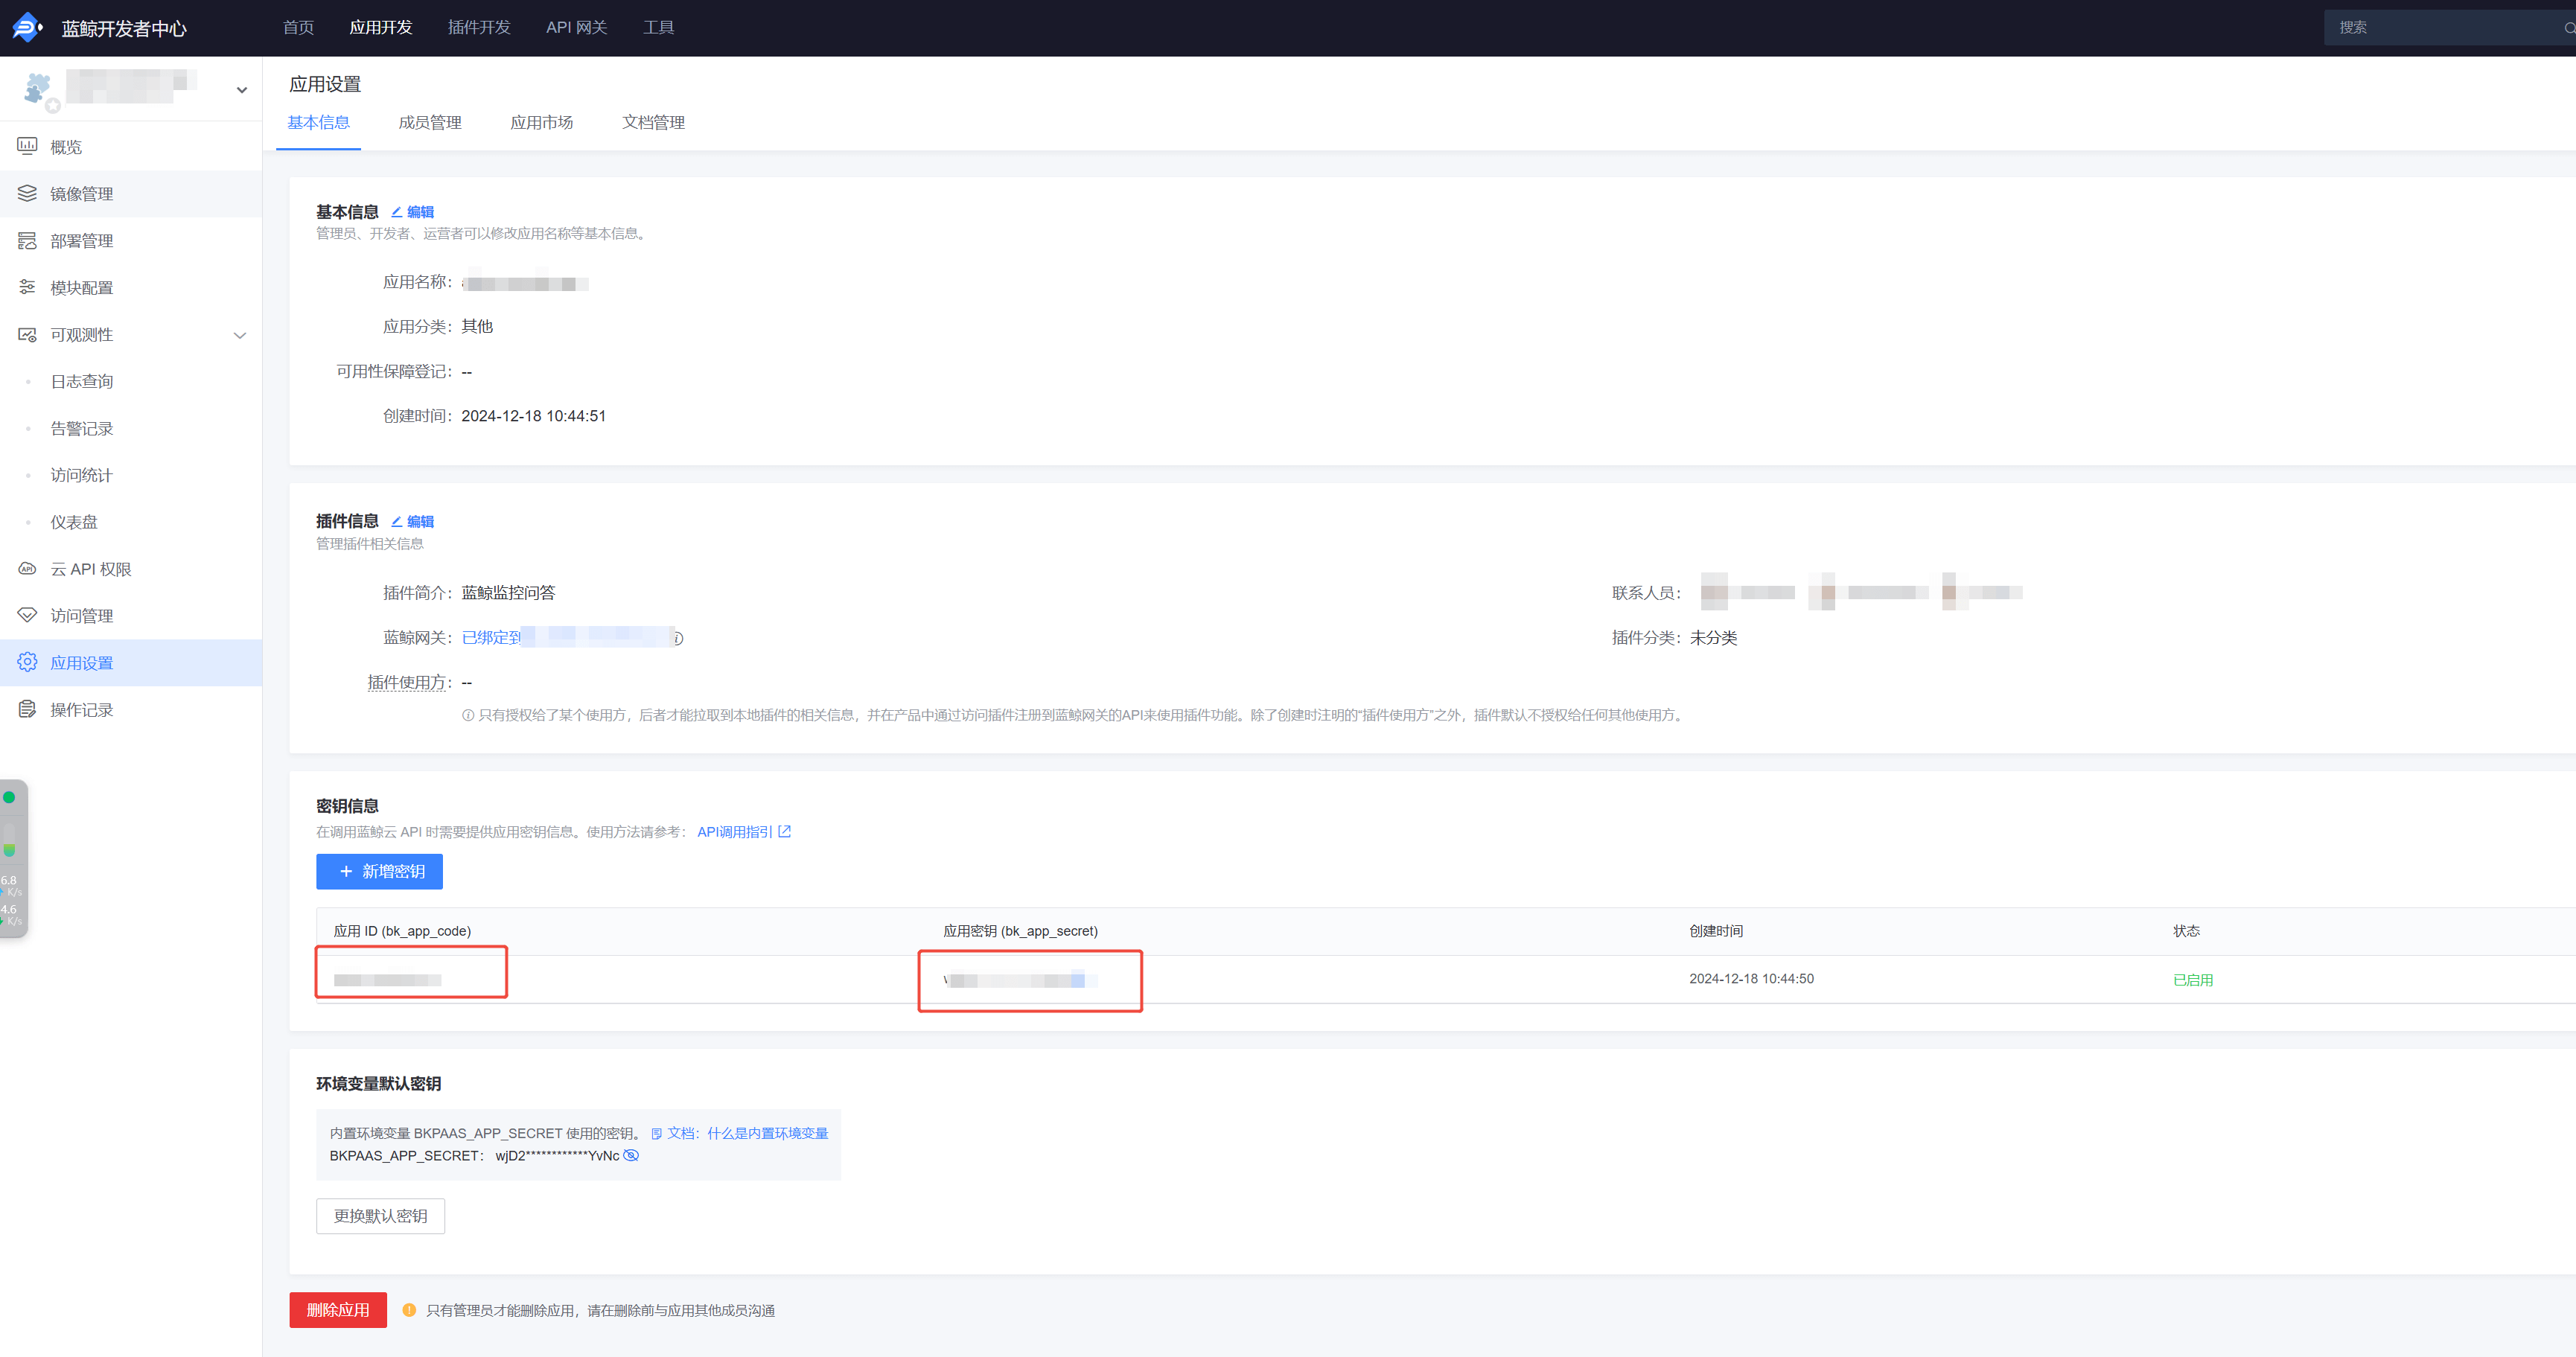 蓝鲸开发者中心
首页 应用开发 插件开发 API 网关 工具
搜索
概览
镜像管理
部署管理
模块配置
可观测性
日志查询
告警记录
访问统计
仪表盘
云 API 权限
访问管理
应用设置
操作记录
6.8
K/s
4.6
K/s
应用设置
基本信息 成员管理 应用市场 文档管理
基本信息 编辑
管理员、开发者、运营者可以修改应用名称等基本信息。
应用名称：
应用分类： 其他
可用性保障登记： --
创建时间： 2024-12-18 10:44:51
插件信息 编辑
管理插件相关信息
插件简介： 蓝鲸监控问答
联系人员：
蓝鲸网关： 已绑定到
插件分类： 未分类
插件使用方： --
只有授权给了某个使用方，后者才能拉取到本地插件的相关信息，并在产品中通过访问插件注册到蓝鲸网关的API来使用插件功能。除了创建时注明的“插件使用方”之外，插件默认不授权给任何其他使用方。
密钥信息
在调用蓝鲸云 API 时需要提供应用密钥信息。使用方法请参考： API调用指引
+ 新增密钥
应用 ID (bk_app_code) 应用密钥 (bk_app_secret) 创建时间 状态
2024-12-18 10:44:50 已启用
环境变量默认密钥
内置环境变量 BKPAAS_APP_SECRET 使用的密钥。 文档：什么是内置环境变量
BKPAAS_APP_SECRET： wjD2************YvNc
更换默认密钥
删除应用 只有管理员才能删除应用，请在删除前与应用其他成员沟通